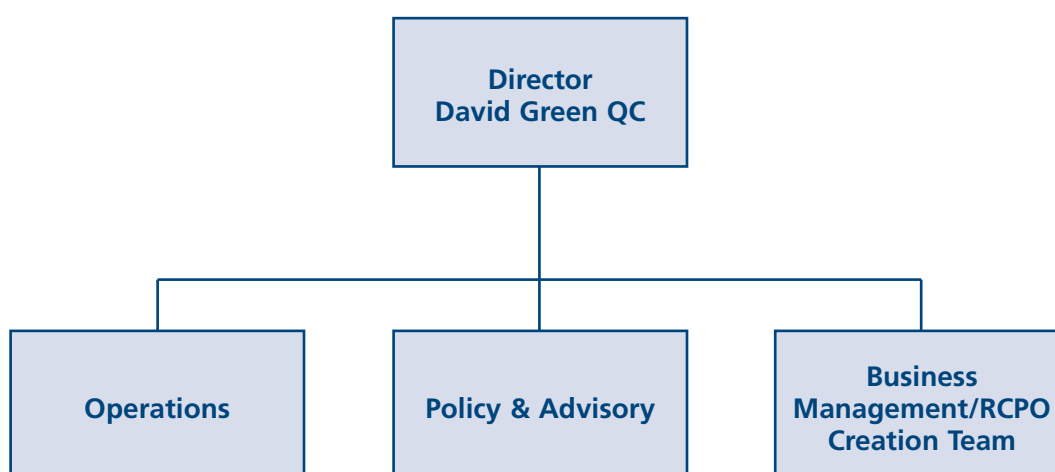 Director
David Green QC
Operations
Policy & Advisory
Business
Management/RCPO
Creation Team